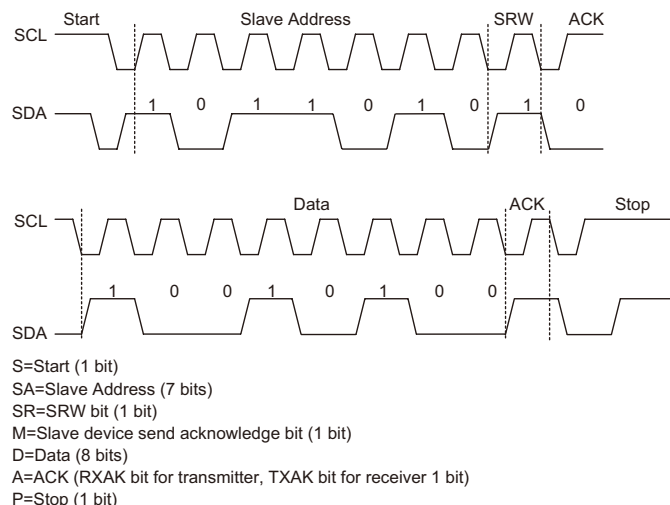 Start Slave Address SRW ACK
SCL
1 0 1 1 0 1 0 1 0
SDA
Data ACK Stop
SCL
1 0 0 1 0 1 0 0
SDA
S=Start (1 bit)
SA=Slave Address (7 bits)
SR=SRW bit (1 bit)
M=Slave device send acknowledge bit (1 bit)
D=Data (8 bits)
A=ACK (RXAK bit for transmitter, TXAK bit for receiver 1 bit)
P=Stop (1 bit)